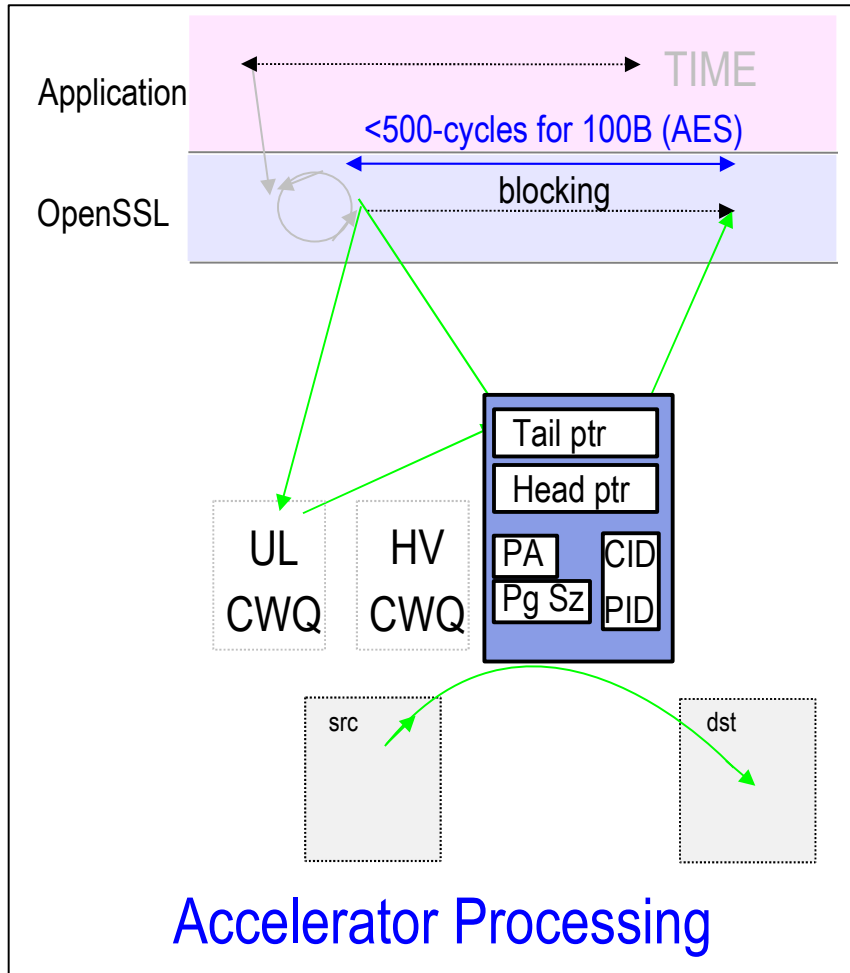 Application
TIME
<500-cycles for 100B (AES)
OpenSSL
blocking
Tail ptr
Head ptr
UL
CWQ
HV
CWQ
PA
Pg Sz
CID
PID
src
dst
Accelerator Processing